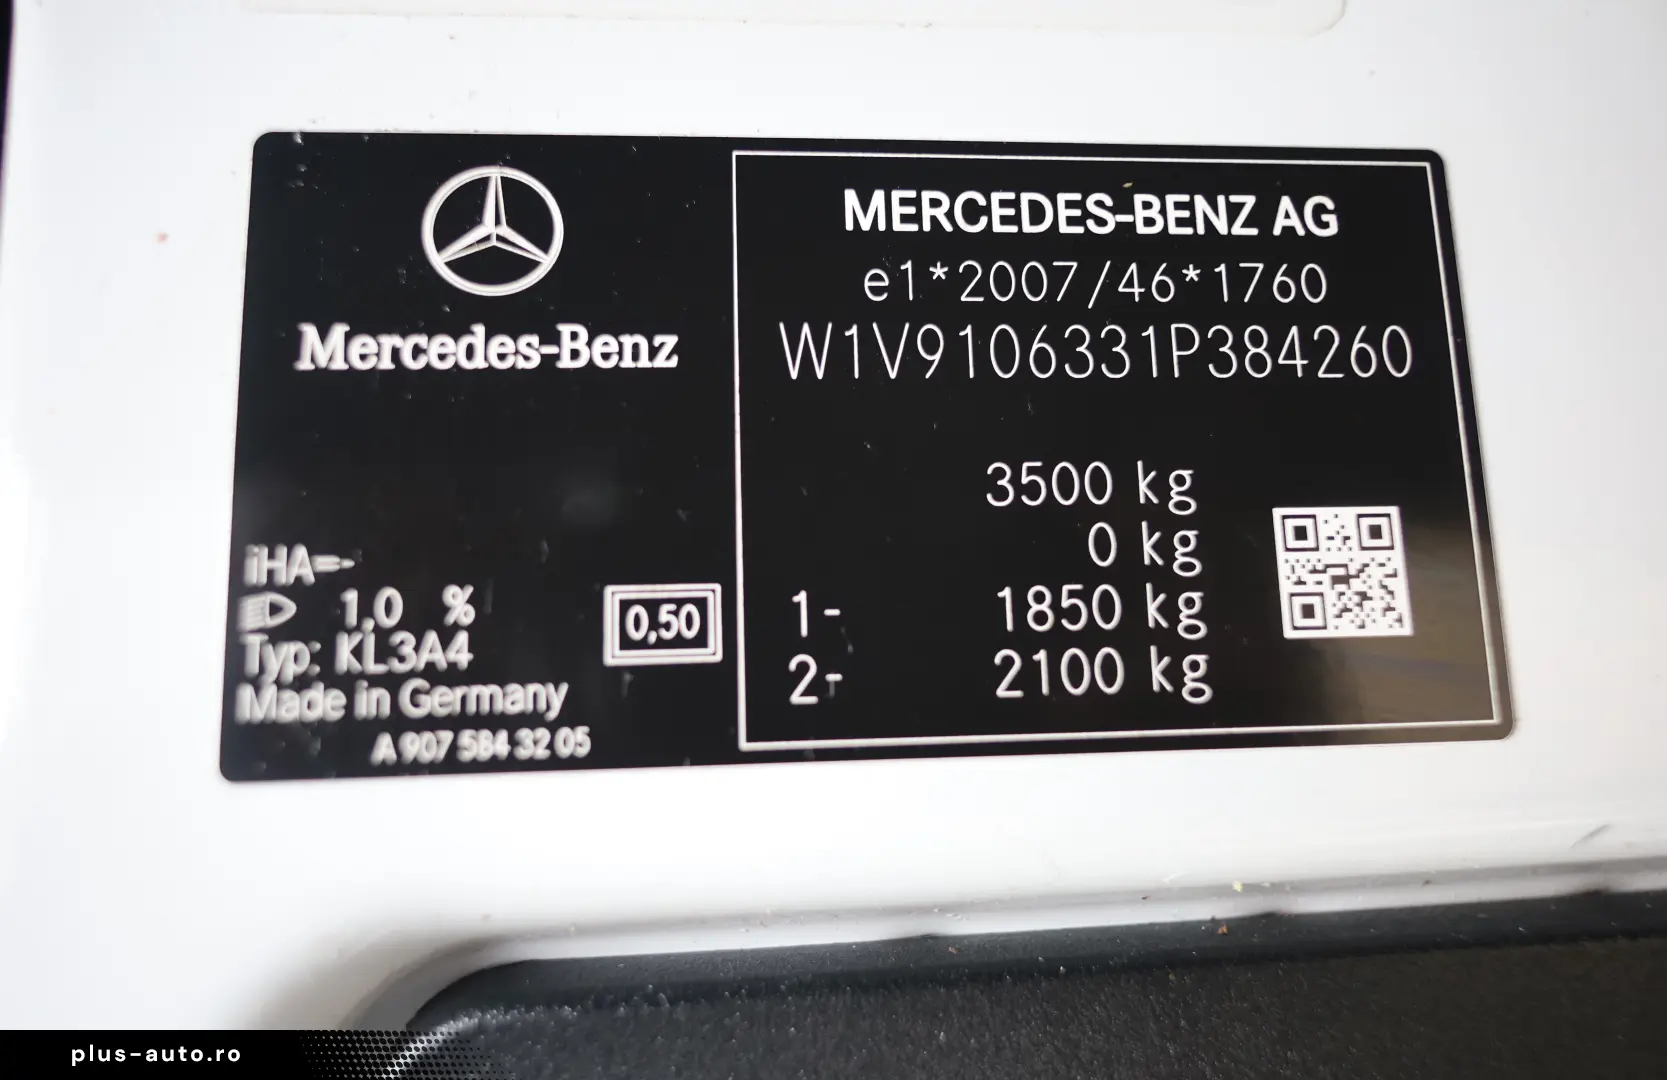 Mercedes-Benz
iHA=-
1,0 %
Typ: KL3A4
Made in Germany
A 907 584 32 05
0,50
MERCEDES-BENZ AG
e1*2007/46*1760
W1V9106331P384260
3500 kg
0 kg
1- 1850 kg
2- 2100 kg
plus-auto.ro